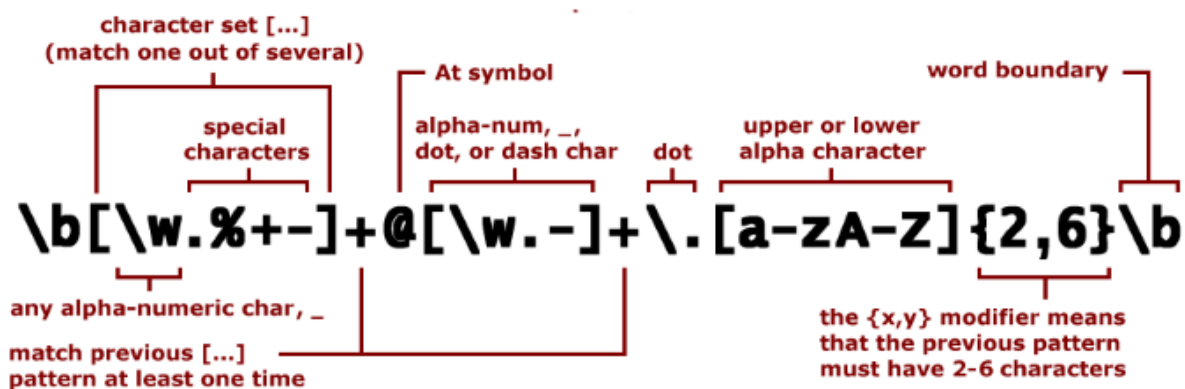 character set [...]
(match one out of several)
At symbol
word boundary
special
characters
alpha-num, _,
dot, or dash char
dot
upper or lower
alpha character
\b[\w.%+-]+@[\w.-]+\.[a-zA-Z]{2,6}\b
any alpha-numeric char, _
match previous [...]
pattern at least one time
the {x,y} modifier means
that the previous pattern
must have 2-6 characters